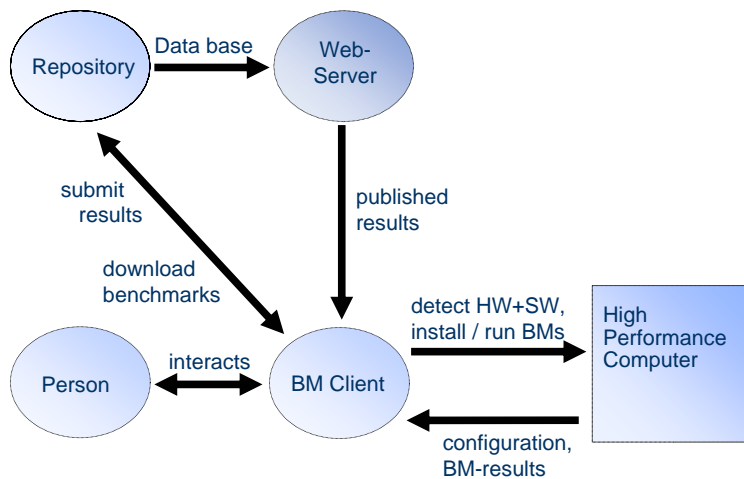 Data base
Repository
Web-
Server
submit
results
published
results
download
benchmarks
detect HW+SW,
install / run BMs
High
Performance
Computer
interacts
Person
BM Client
configuration,
BM-results